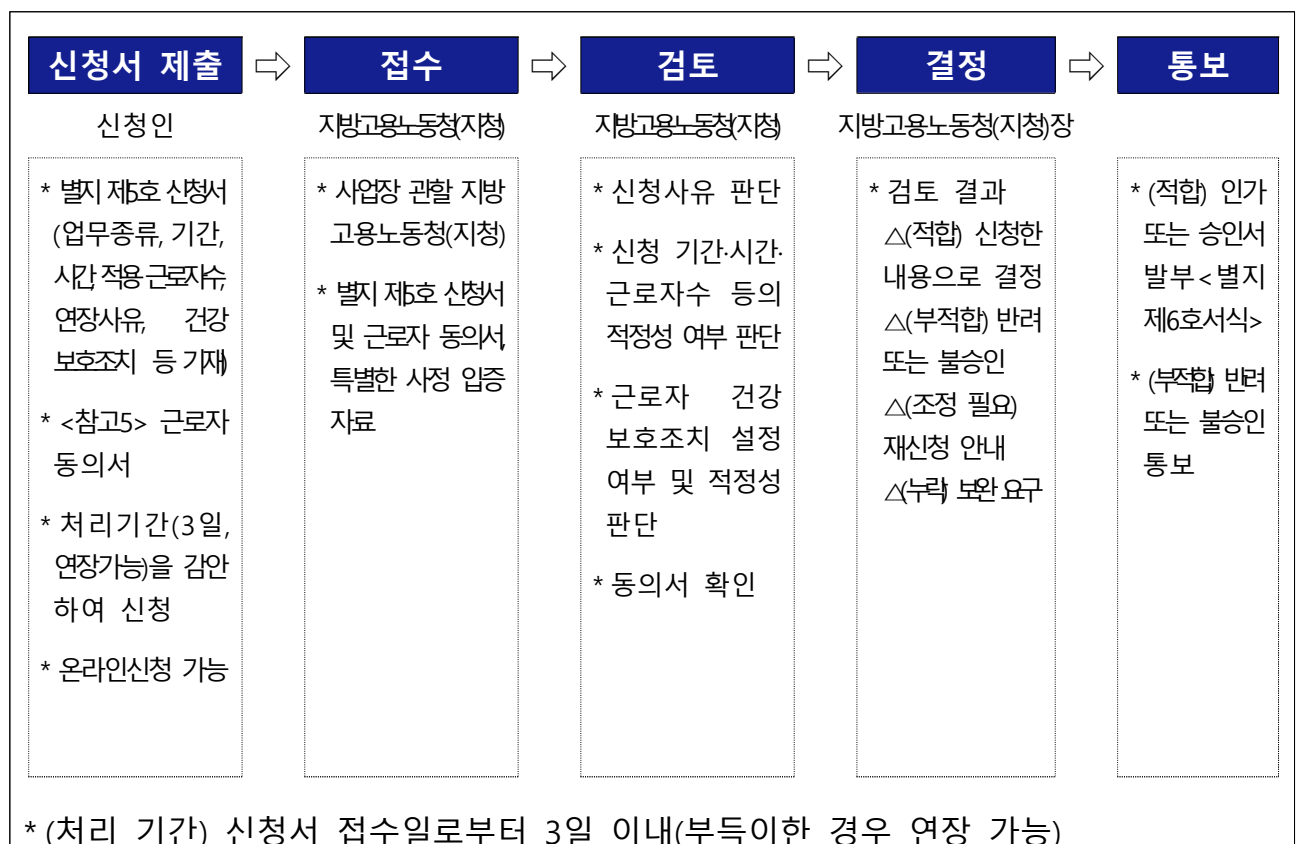 신청서 제출 ⇨ 접수 ⇨ 검토 ⇨ 결정 ⇨ 통보
신청인
지방고용노동청(지청)
지방고용노동청(지청)
지방고용노동청(지청)장
* 별지 제5호 신청서
(업무종류, 기간,
시간, 적용 근로자수,
연장사유, 건강
보호조치 등 기재)
* <참고5> 근로자
동의서
* 처리기간(3일,
연장가능)을 감안
하여 신청
* 온라인신청 가능
* 사업장 관할 지방
고용노동청(지청)
* 별지 제5호 신청서
및 근로자 동의서,
특별한 사정 입증
자료
* 신청사유 판단
* 신청 기간·시간·
근로자수 등의
적정성 여부 판단
* 근로자 건강
보호조치 설정
여부 및 적정성
판단
* 동의서 확인
* 검토 결과
△(적합) 신청한
내용으로 결정
△(부적합) 반려
또는 불승인
△(조정 필요)
재신청 안내
△(누락) 보완 요구
* (적합) 인가
또는 승인서
발부<별지
제6호서식>
* (부적합) 반려
또는 불승인
통보
* (처리 기간) 신청서 접수일로부터 3일 이내(부득이한 경우 연장 가능)